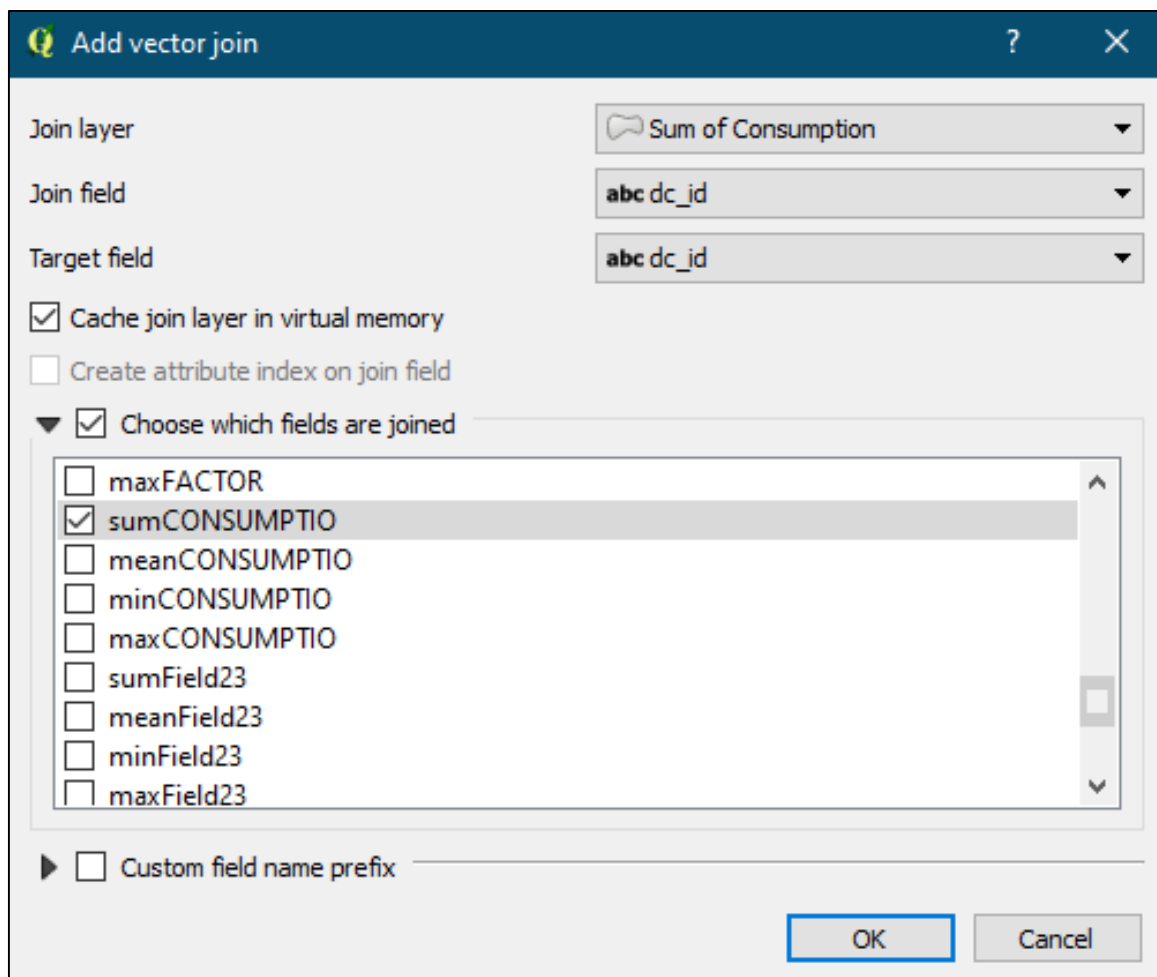 Add vector join ?
Join layer Sum of Consumption
Join field abc dc_id
Target field abc dc_id
Cache join layer in virtual memory
Create attribute index on join field
Choose which fields are joined
maxFACTOR
sumCONSUMPTIO
meanCONSUMPTIO
minCONSUMPTIO
maxCONSUMPTIO
sumField23
meanField23
minField23
maxField23
Custom field name prefix
OK Cancel